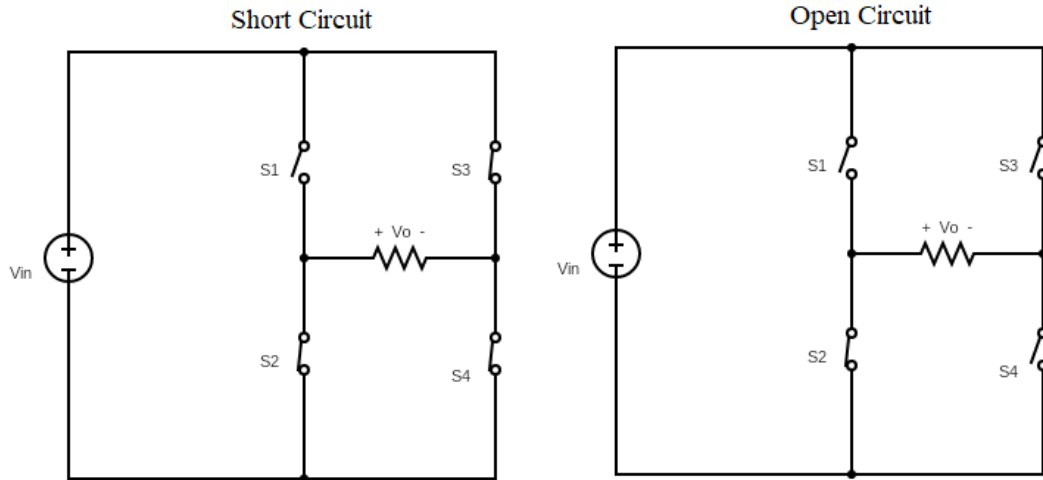 Short Circuit
S1
S3
+ Vo -
Vin
S2
S4
Open Circuit
S1
S3
+ Vo -
Vin
S2
S4